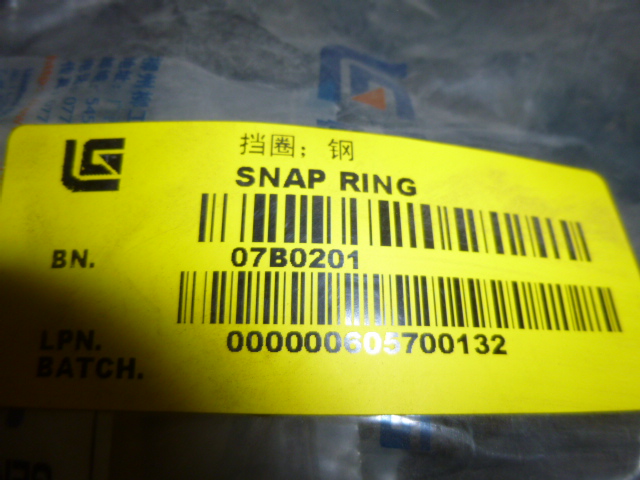 挡圈；钢
SNAP RING
BN. 07B0201
LPN. 000000605700132
BATCH.